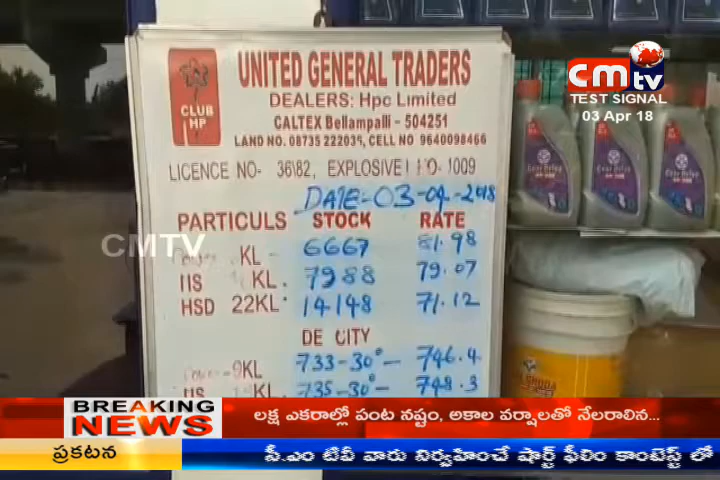 UNITED GENERAL TRADERS
DEALERS: Hpc Limited
CALTEX Bellampalli - 504251
LAND NO. 08735 222039, CELL NO 9640098466
CLUB
HP
LICENCE NO- 36182, EXPLOSIVE NO- 1009
DATE-03-04-2018
PARTICULS STOCK RATE
KL- 6667 81.98
MS KL- 7988 79.07
HSD 22KL- 14148 71.12
DE CITY
9KL 733-30°- 746.4
MS KL 735-30°- 748.3
CMTV
cmtv
TEST SIGNAL
03 Apr 18
BREAKING
NEWS
లక్ష ఎకరాల్లో పంట నష్టం, అకాల వర్షాలతో నేలరాలిన...
ప్రకటన
సి.ఎం టివి వారు నిర్వహించే షార్ట్ ఫిలిం కాంటెస్ట్ లో